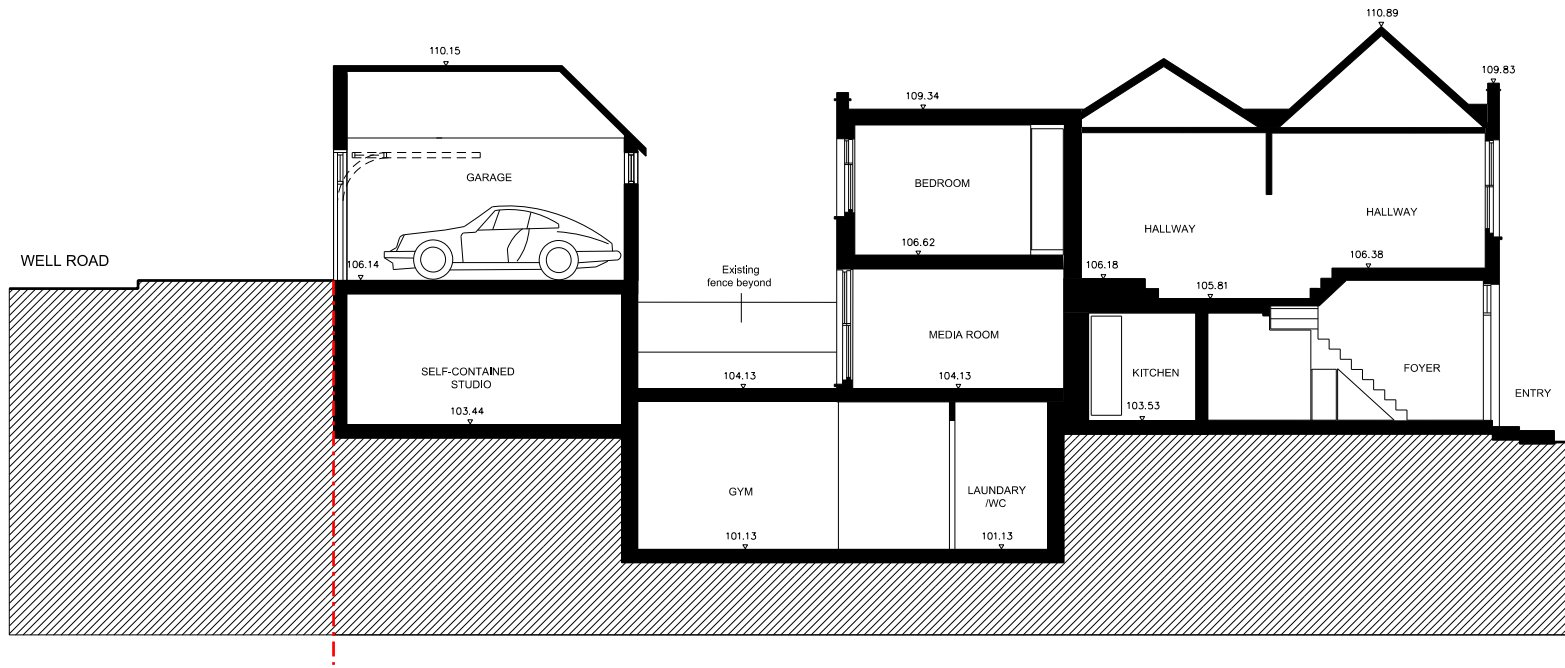 110.89
110.15
109.83
109.34
GARAGE
BEDROOM
HALLWAY
HALLWAY
WELL ROAD
106.14
106.62
106.18
106.38
Existing
fence beyond
105.81
MEDIA ROOM
SELF-CONTAINED
STUDIO
KITCHEN
FOYER
104.13
104.13
ENTRY
103.44
103.53
GYM
LAUNDARY
/WC
101.13
101.13